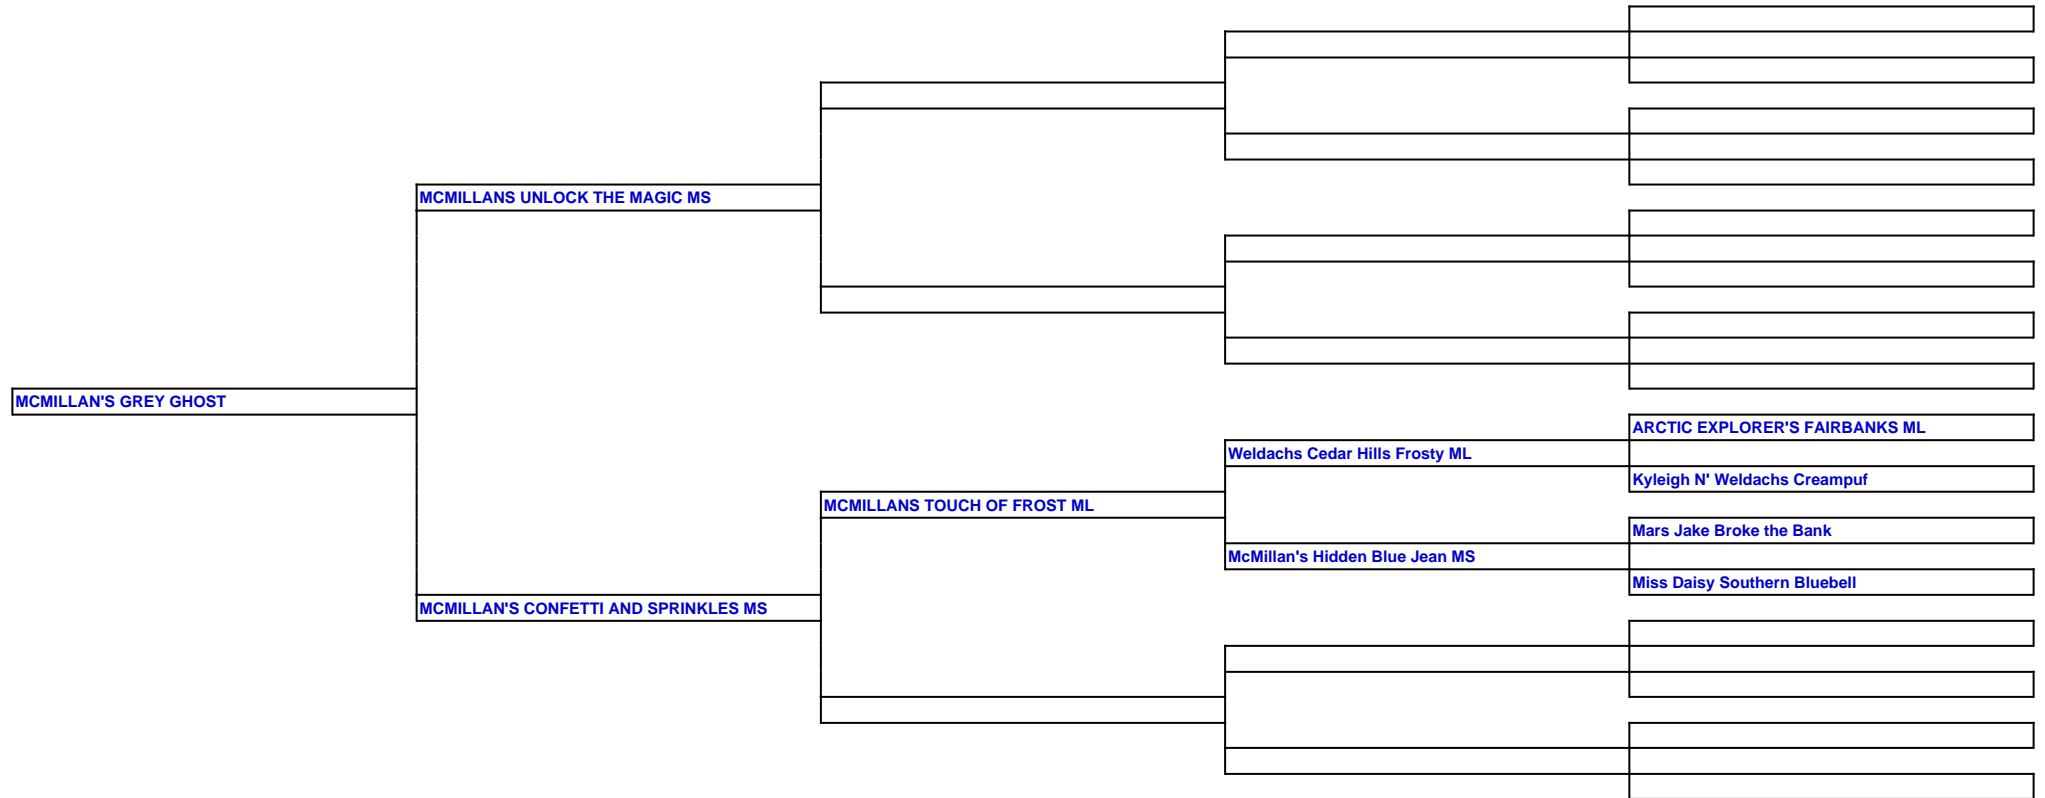 MCMILLANS UNLOCK THE MAGIC MS
MCMILLAN'S GREY GHOST
ARCTIC EXPLORER'S FAIRBANKS ML
Weldachs Cedar Hills Frosty ML
Kyleigh N' Weldachs Creampuf
MCMILLANS TOUCH OF FROST ML
Mars Jake Broke the Bank
McMillan's Hidden Blue Jean MS
Miss Daisy Southern Bluebell
MCMILLAN'S CONFETTI AND SPRINKLES MS